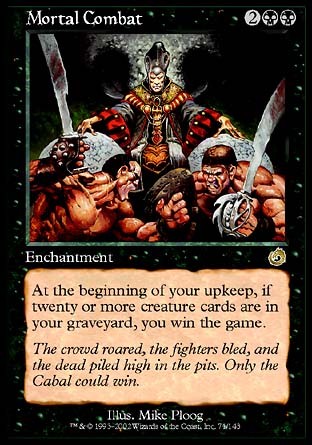 Mortal Combat 2
Enchantment
At the beginning of your upkeep, if
twenty or more creature cards are in
your graveyard, you win the game.
The crowd roared, the fighters bled, and
the dead piled high in the pits. Only the
Cabal could win.
Illus. Mike Ploog
™ & © 1993-2002 Wizards of the Coast, Inc. 71/143